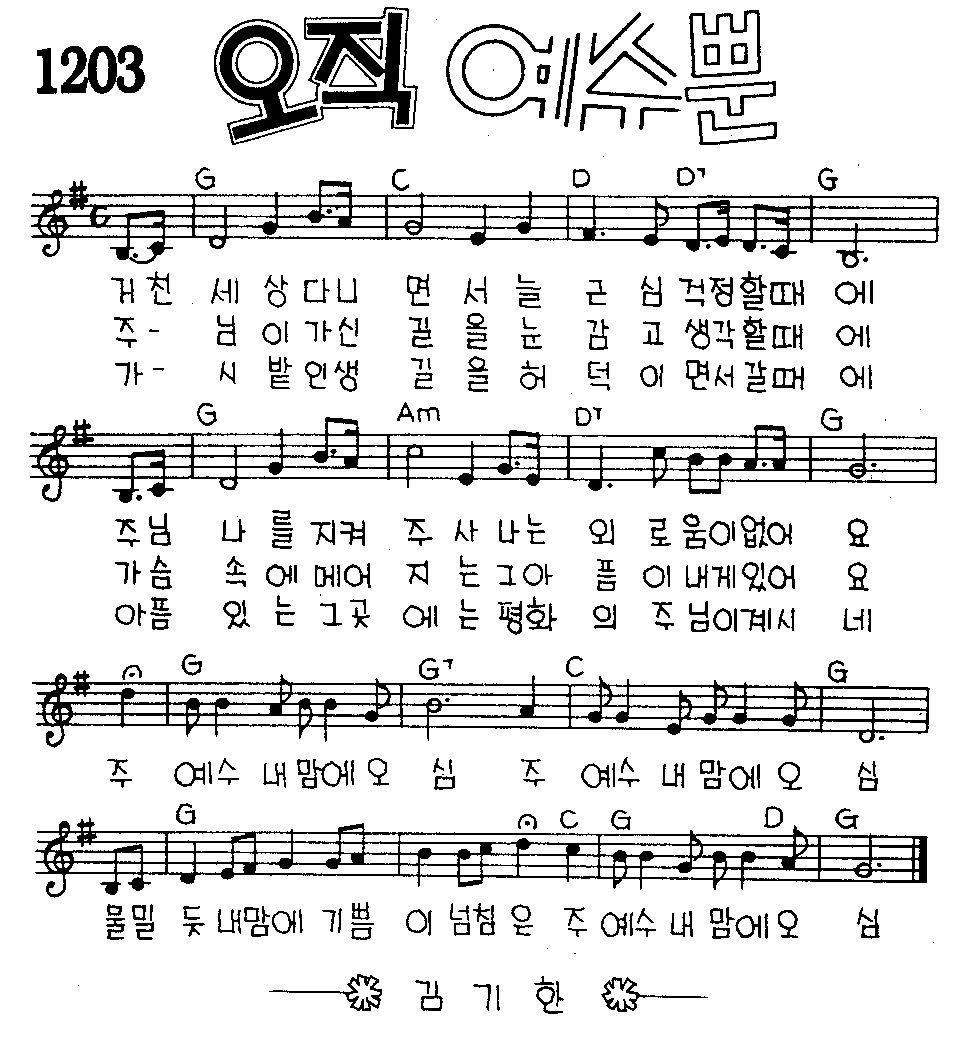 1203 오직 예수뿐
G C D D7 G
거친 세 상 다니 면 서 늘 근 심 걱정할때 에
주- 님 이 가신 길 을 눈 감 고 생각할때 에
가- 시 밭 인생 길 을 허 덕 이 면서갈때 에
G Am D7 G
주님 나 를 지켜 주 사 나는 외 로 움이없어 요
가슴 속 에 메어 지 는 그아 픔 이 내게있어 요
아픔 있 는 그곳 에 는 평화 의 주 님이계시 네
G G7 C G
주 예수 내 맘에 오 심 주 예수 내 맘에 오 심
G C G D G
물밀 듯 내맘에 기쁨 이 넘침 은 주 예수 내 맘에 오 심
김 기 한